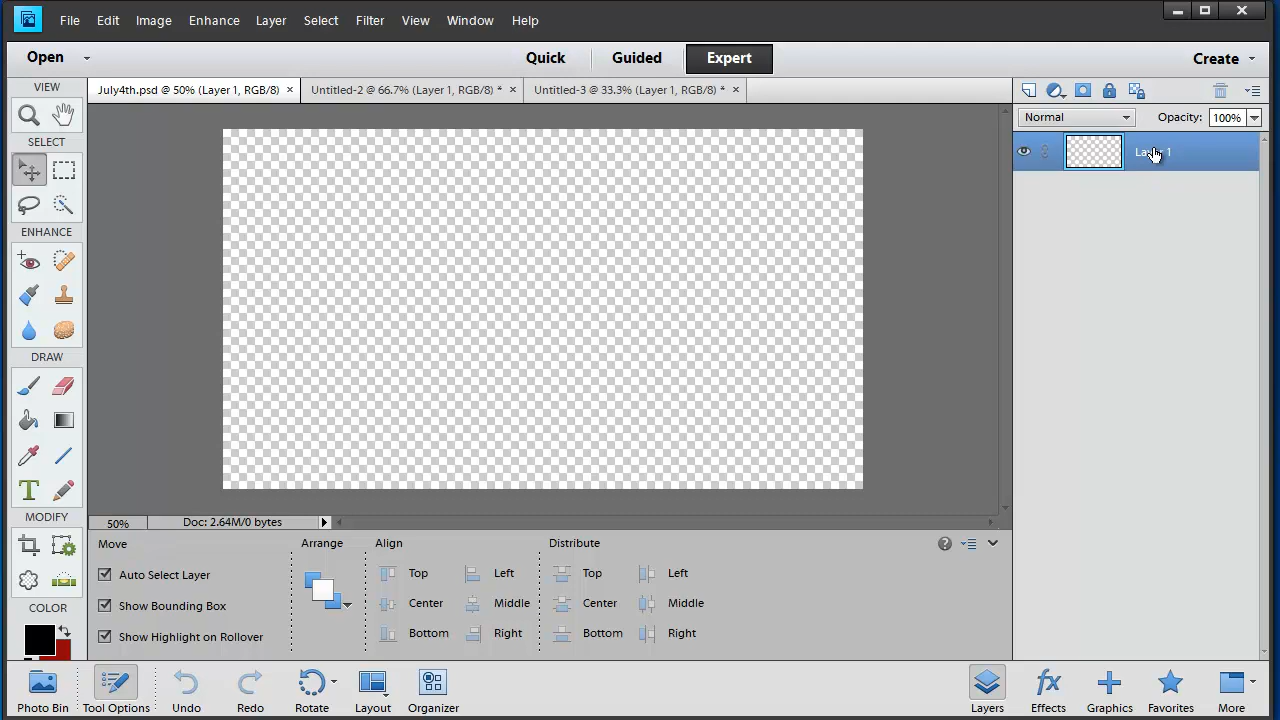 File Edit Image Enhance Layer Select Filter View Window Help
Open Quick Guided Expert Create
VIEW
July4th.psd @ 50% (Layer 1, RGB/8) × Untitled-2 @ 66.7% (Layer 1, RGB/8) * × Untitled-3 @ 33.3% (Layer 1, RGB/8) * ×
Normal Opacity: 100%
SELECT
Layer 1
ENHANCE
DRAW
MODIFY
COLOR
50% Doc: 2.64M/0 bytes
Move Arrange Align Distribute
Auto Select Layer Top Left Top Left
Show Bounding Box Center Middle Center Middle
Show Highlight on Rollover Bottom Right Bottom Right
Photo Bin Tool Options Undo Redo Rotate Layout Organizer Layers Effects Graphics Favorites More